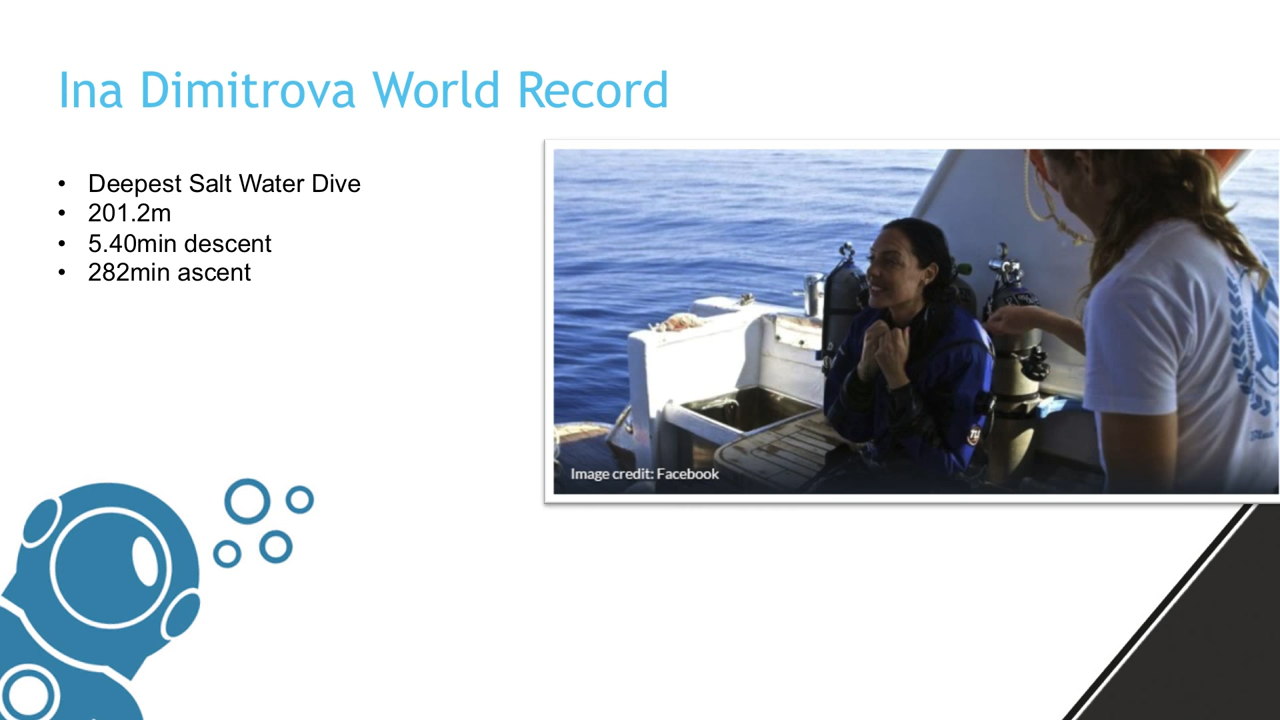 Ina Dimitrova World Record
• Deepest Salt Water Dive
• 201.2m
• 5.40min descent
• 282min ascent
Image credit: Facebook